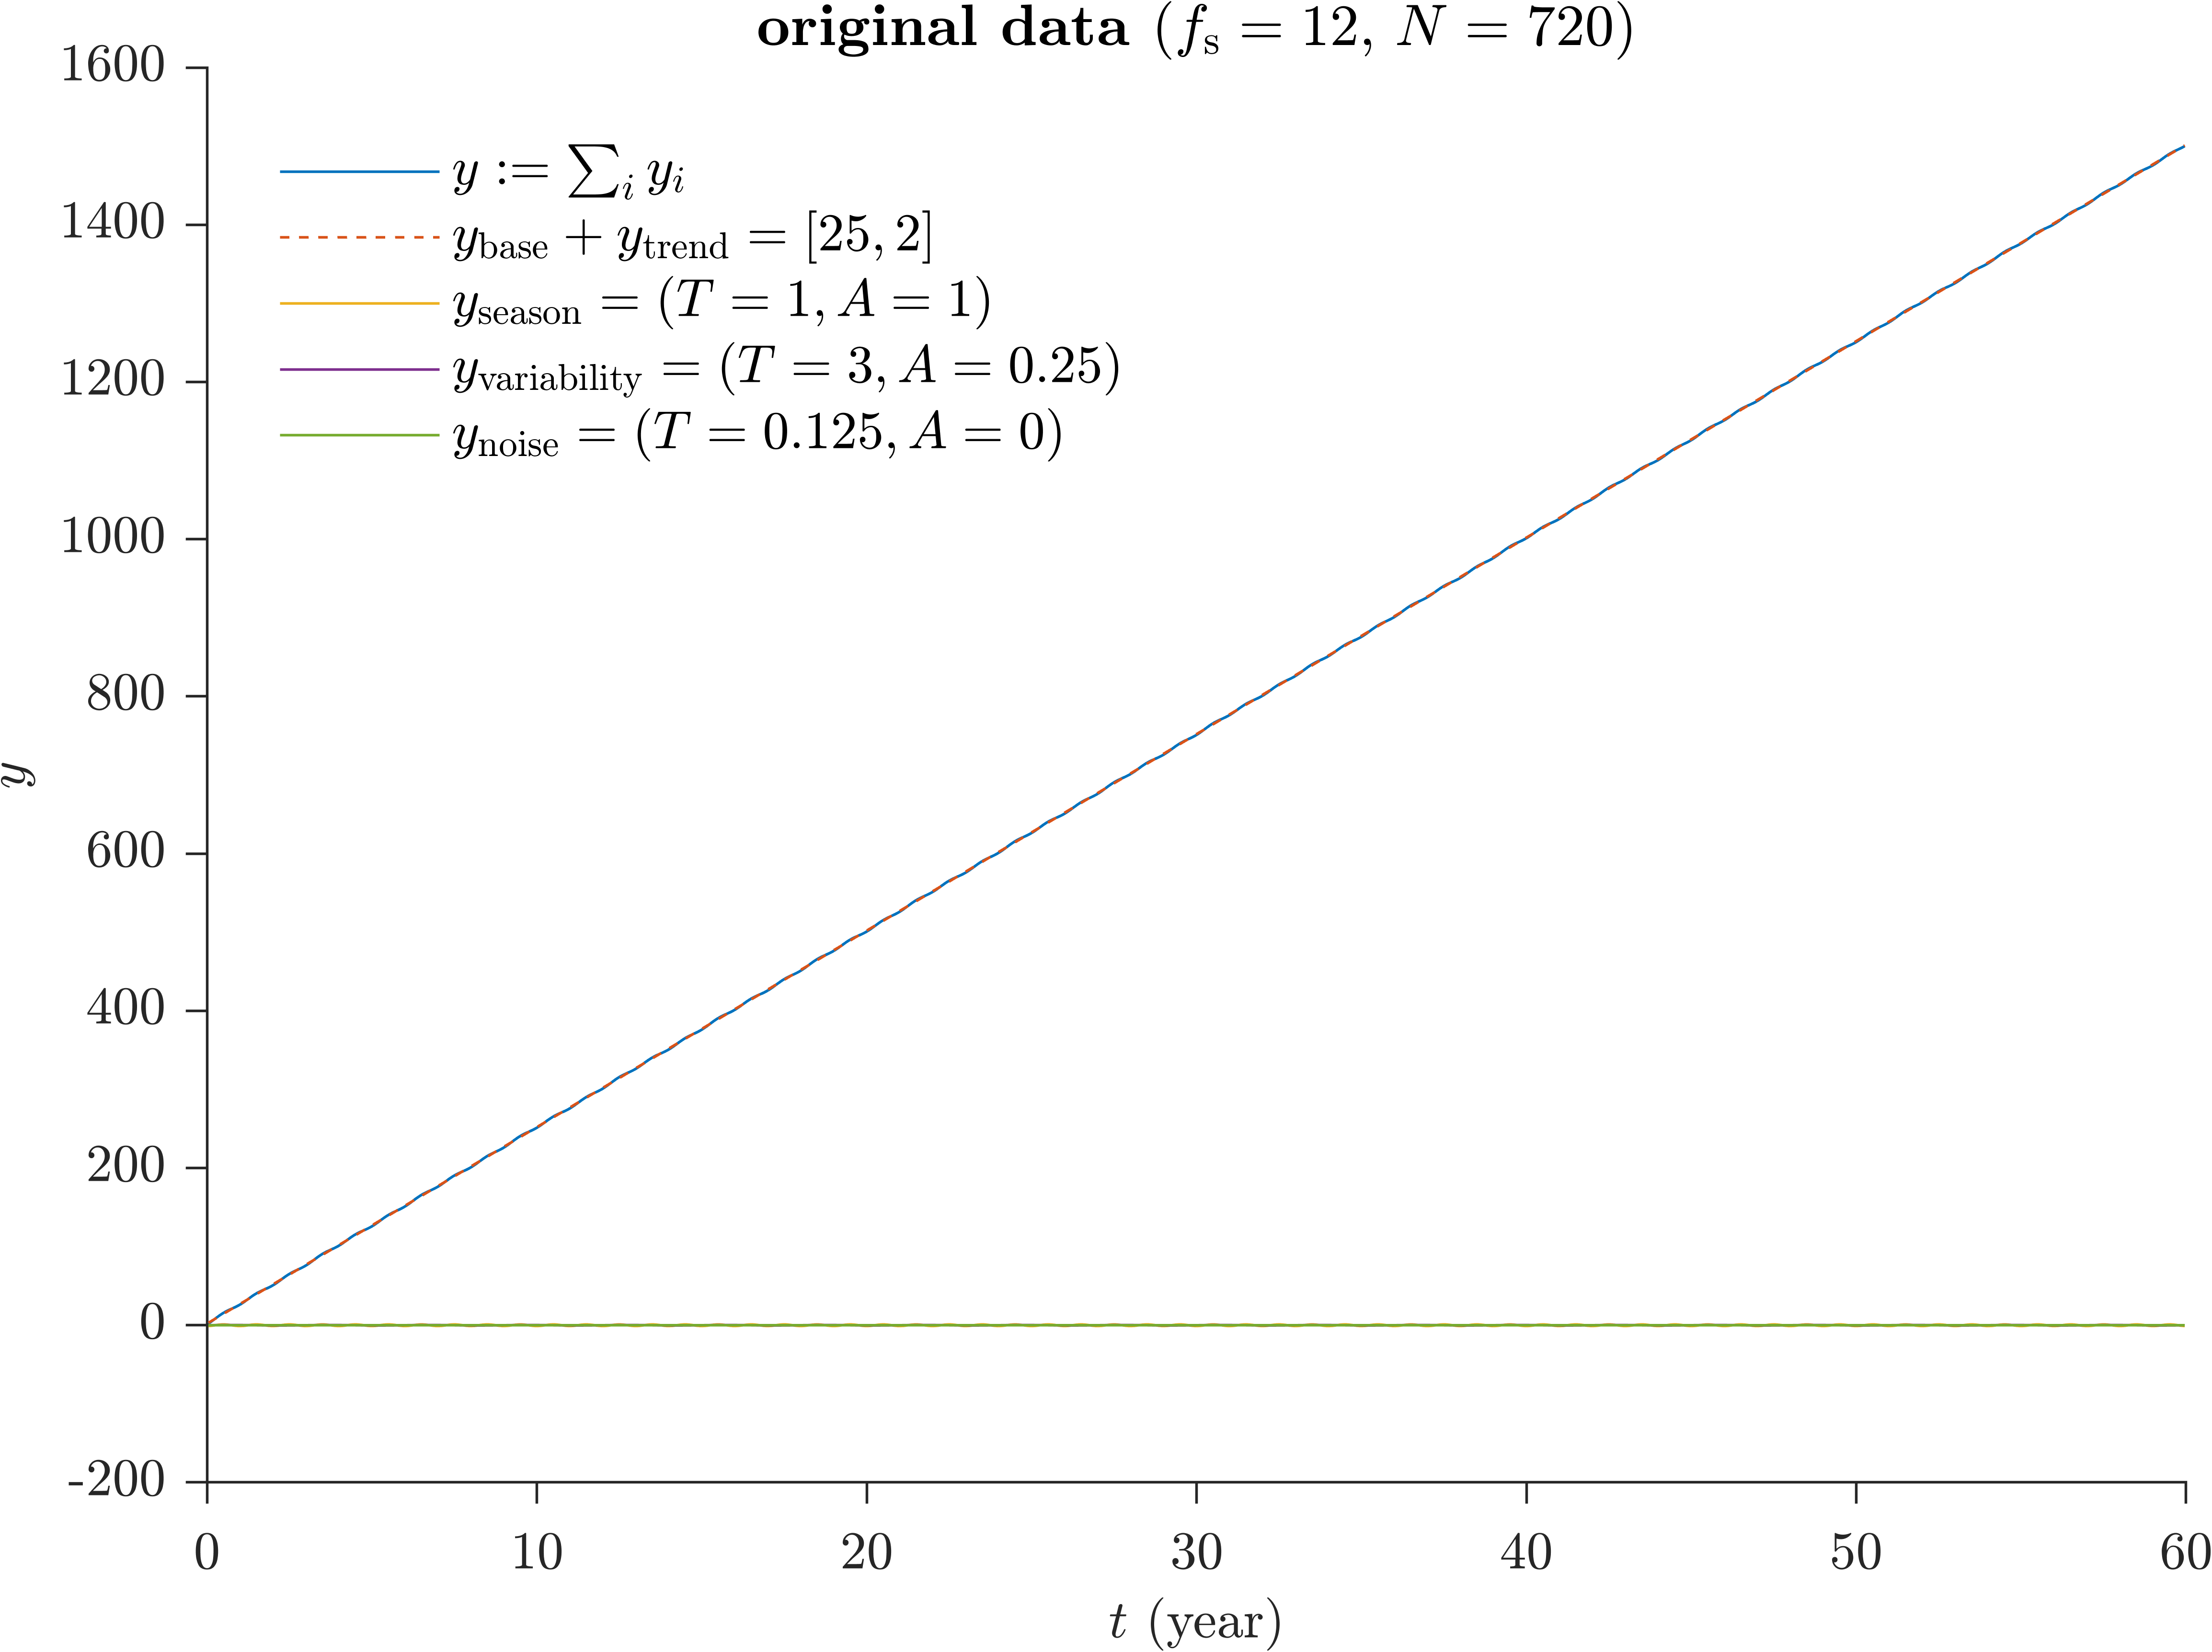 original data (fs = 12, N = 720)
1600
1400
1200
1000
800
600
400
200
0
-200
y
y := ∑i yi
ybase + ytrend = [25, 2]
yseason = (T = 1, A = 1)
yvariability = (T = 3, A = 0.25)
ynoise = (T = 0.125, A = 0)
0 10 20 30 40 50 60
t (year)